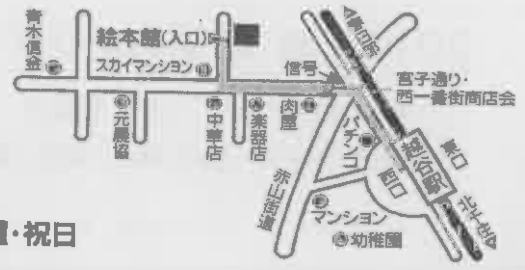 青木信金
絵本館(入口)
スカイマンション
元農協
中華店
楽器店
肉屋
信号
△春日部
宮子通り・
西一番街商店会
パチンコ
越谷駅
東口
西口
北千住▽
赤山街道
マンション
幼稚園
・祝日